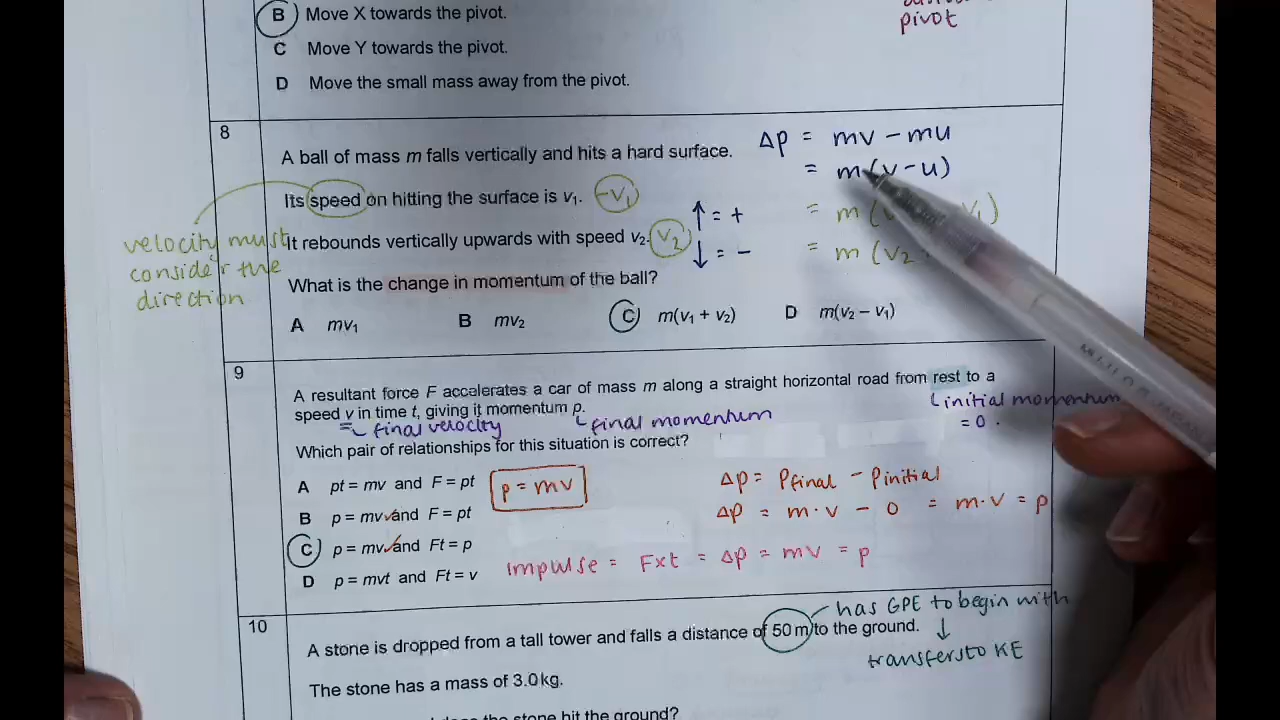 B Move X towards the pivot.
pivot
C Move Y towards the pivot.
D Move the small mass away from the pivot.
8
A ball of mass m falls vertically and hits a hard surface.
Δp = mv - mu
= m(v-u)
Its speed on hitting the surface is v₁. -v₁
It rebounds vertically upwards with speed v₂. v₂
↑ = +
↓ = -
= m(
v₁)
= m(v₂
velocity must
consider the
direction
What is the change in momentum of the ball?
A mv₁ B mv₂ C m(v₁ + v₂) D m(v₂ – v₁)
9
A resultant force F accelerates a car of mass m along a straight horizontal road from rest to a
speed v in time t, giving it momentum p.
final velocity
final momentum
initial momentum
= 0.
Which pair of relationships for this situation is correct?
A pt = mv and F = pt
B p = mv✓and F = pt
C p = mv✓and Ft = p
D p = mvt and Ft = v
p = mv
Δp = Pfinal - Pinitial
Δp = m·v - 0 = m·v = p
Impulse = Fxt = Δp = mv = p
10
A stone is dropped from a tall tower and falls a distance of 50 m to the ground.
has GPE to begin with
↓
transfers to KE
The stone has a mass of 3.0 kg.
the stone hit the ground?